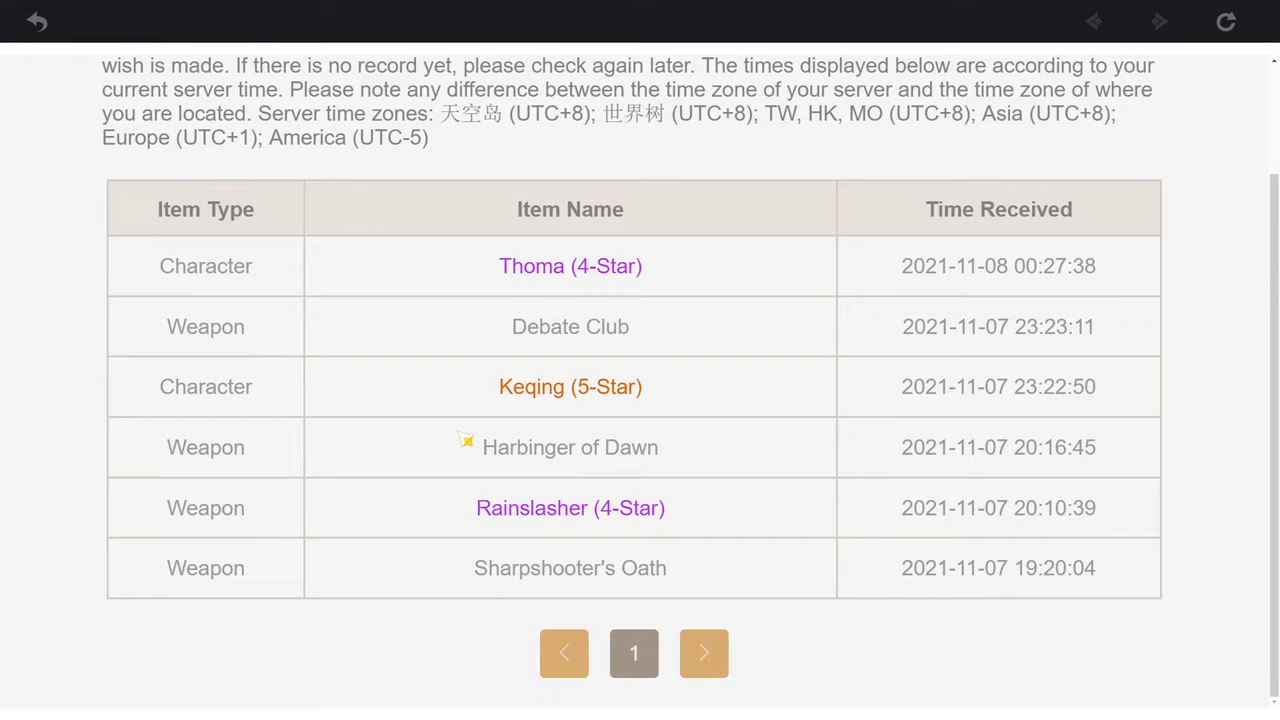 wish is made. If there is no record yet, please check again later. The times displayed below are according to your
current server time. Please note any difference between the time zone of your server and the time zone of where
you are located. Server time zones: 天空岛 (UTC+8); 世界树 (UTC+8); TW, HK, MO (UTC+8); Asia (UTC+8);
Europe (UTC+1); America (UTC-5)
Item Type Item Name Time Received
Character Thoma (4-Star) 2021-11-08 00:27:38
Weapon Debate Club 2021-11-07 23:23:11
Character Keqing (5-Star) 2021-11-07 23:22:50
Weapon Harbinger of Dawn 2021-11-07 20:16:45
Weapon Rainslasher (4-Star) 2021-11-07 20:10:39
Weapon Sharpshooter's Oath 2021-11-07 19:20:04
1